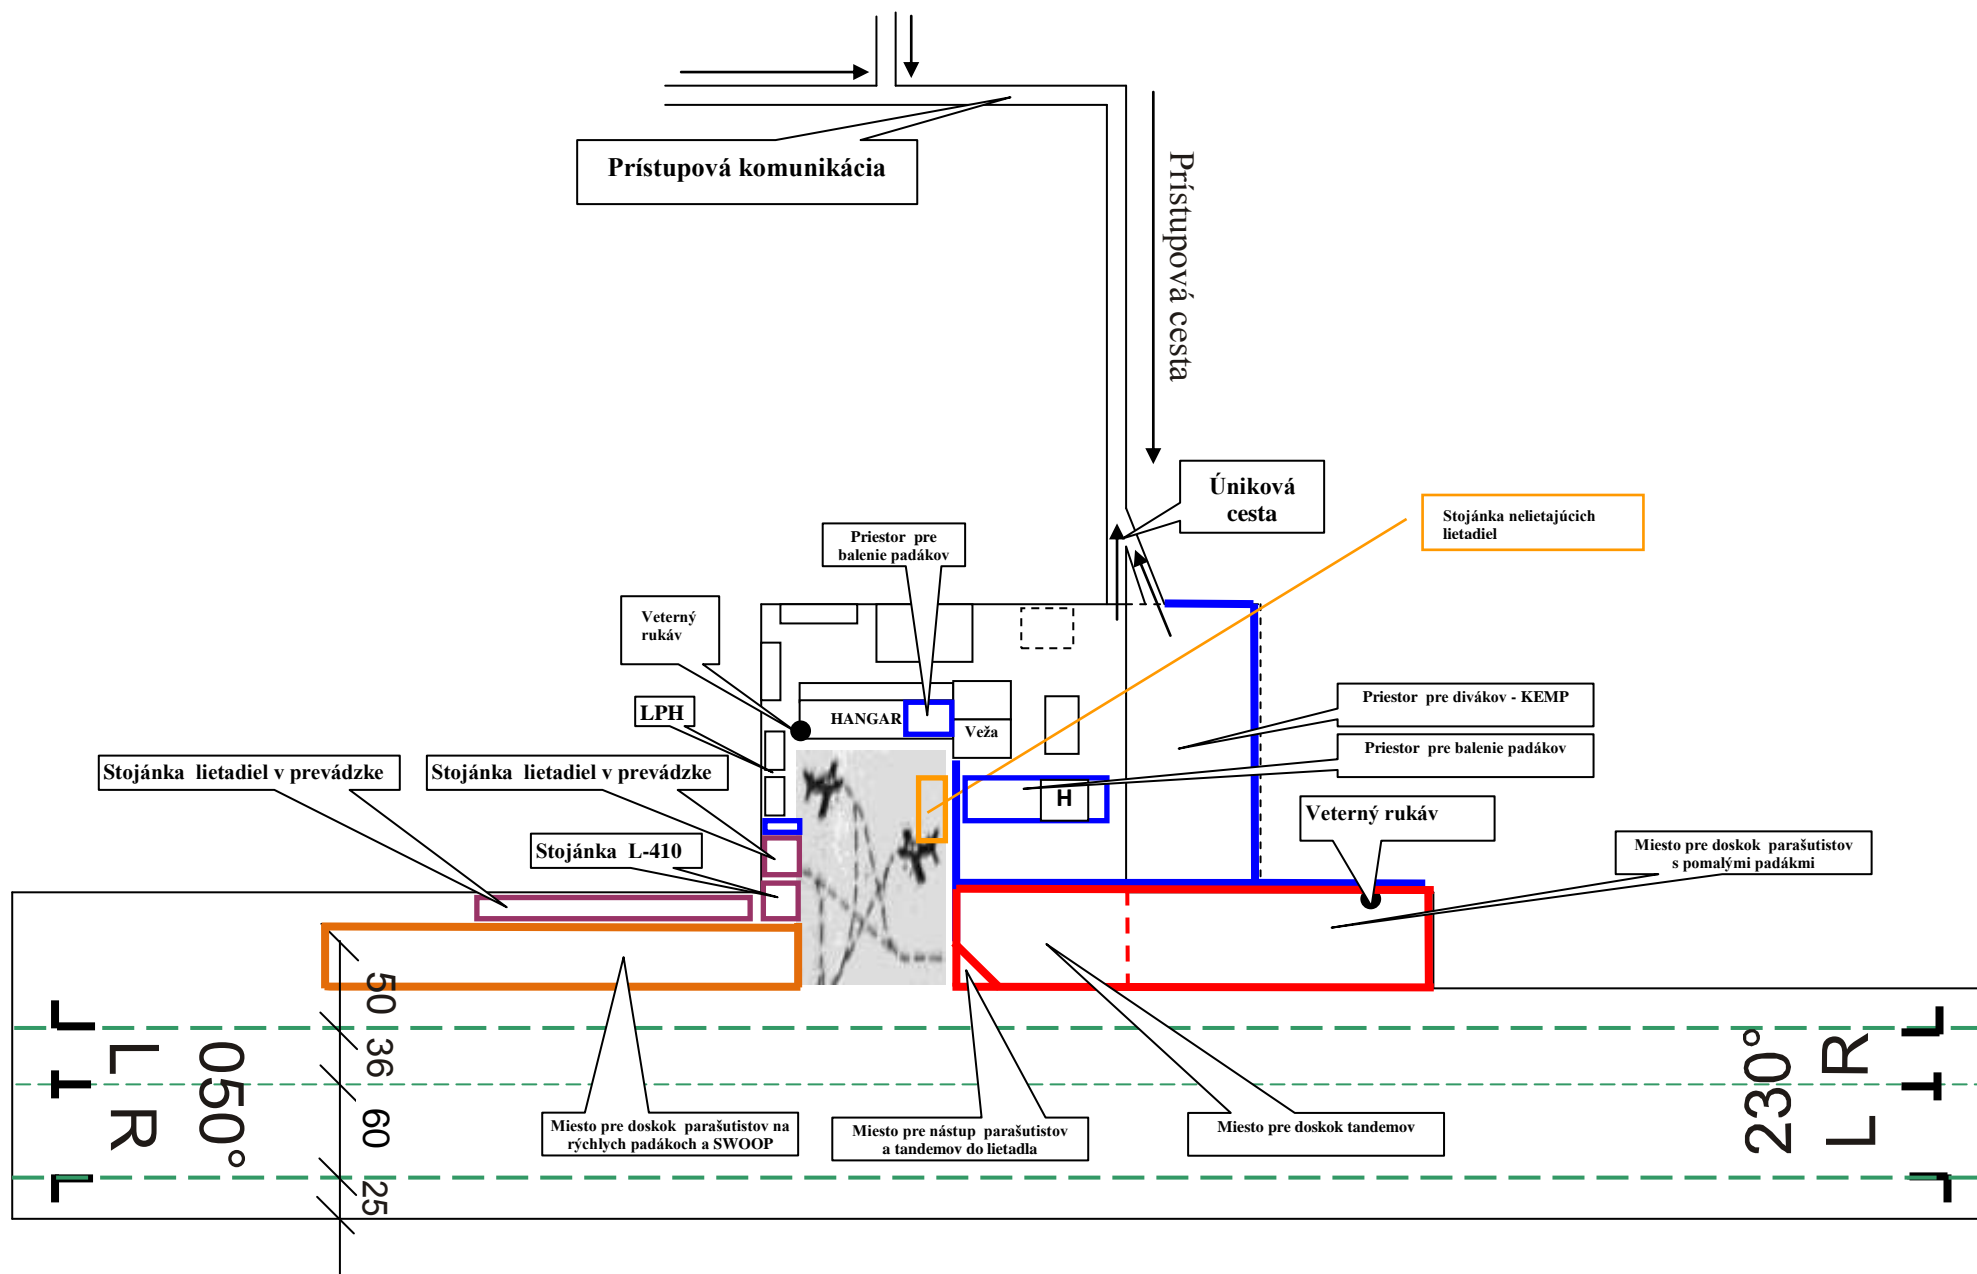 Prístupová komunikácia
Prístupová cesta
Úniková
cesta
Stojánka nelietajúcich
lietadiel
Priestor pre
balenie padákov
Veterný
rukáv
LPH
HANGAR
Veža
Priestor pre divákov - KEMP
Priestor pre balenie padákov
H
Stojánka lietadiel v prevádzke
Stojánka lietadiel v prevádzke
Veterný rukáv
Stojánka L-410
Miesto pre doskok parašutistov
s pomalými padákmi
50
36
60
25
L R
050°
230°
L R
Miesto pre doskok parašutistov na
rýchlych padákoch a SWOOP
Miesto pre nástup parašutistov
a tandemov do lietadla
Miesto pre doskok tandemov